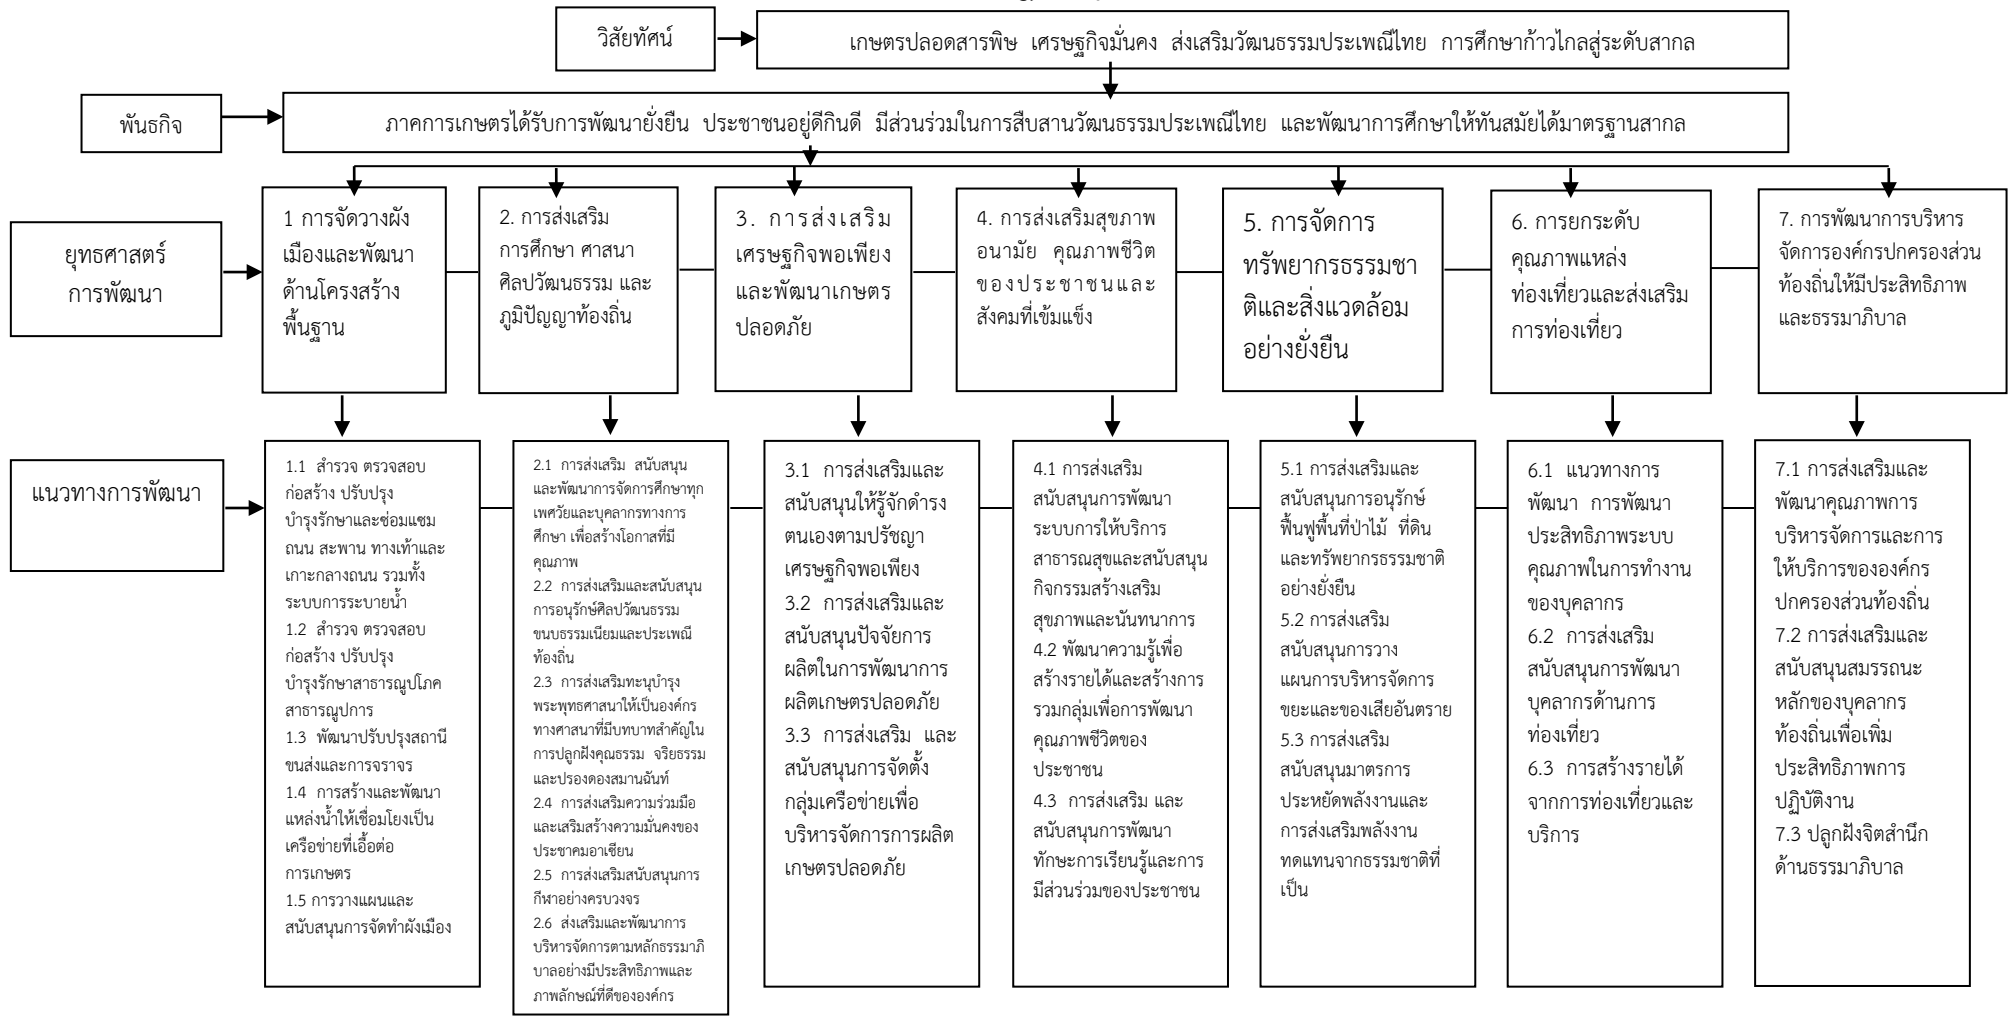 วิสัยทัศน์
เกษตรปลอดสารพิษ เศรษฐกิจมั่นคง ส่งเสริมวัฒนธรรมประเพณีไทย การศึกษาก้าวไกลสู่ระดับสากล
พันธกิจ
ภาคการเกษตรได้รับการพัฒนายั่งยืน ประชาชนอยู่ดีกินดี มีส่วนร่วมในการสืบสานวัฒนธรรมประเพณีไทย และพัฒนาการศึกษาให้ทันสมัยได้มาตรฐานสากล
ยุทธศาสตร์
การพัฒนา
1 การจัดวางผัง
เมืองและพัฒนา
ด้านโครงสร้าง
พื้นฐาน
2. การส่งเสริม
การศึกษา ศาสนา
ศิลปวัฒนธรรม และ
ภูมิปัญญาท้องถิ่น
3. การส่งเสริม
เศรษฐกิจพอเพียง
และพัฒนาเกษตร
ปลอดภัย
4. การส่งเสริมสุขภาพ
อนามัย คุณภาพชีวิต
ของประชาชนและ
สังคมที่เข้มแข็ง
5. การจัดการ
ทรัพยากรธรรมชา
ติและสิ่งแวดล้อม
อย่างยั่งยืน
6. การยกระดับ
คุณภาพแหล่ง
ท่องเที่ยวและส่งเสริม
การท่องเที่ยว
7. การพัฒนาการบริหาร
จัดการองค์กรปกครองส่วน
ท้องถิ่นให้มีประสิทธิภาพ
และธรรมาภิบาล
แนวทางการพัฒนา
1.1 สำรวจ ตรวจสอบ
ก่อสร้าง ปรับปรุง
บำรุงรักษาและซ่อมแซม
ถนน สะพาน ทางเท้าและ
เกาะกลางถนน รวมทั้ง
ระบบการระบายน้ำ
1.2 สำรวจ ตรวจสอบ
ก่อสร้าง ปรับปรุง
บำรุงรักษาสาธารณูปโภค
สาธารณูปการ
1.3 พัฒนาปรับปรุงสถานี
ขนส่งและการจราจร
1.4 การสร้างและพัฒนา
แหล่งน้ำให้เชื่อมโยงเป็น
เครือข่ายที่เอื้อต่อ
การเกษตร
1.5 การวางแผนและ
สนับสนุนการจัดทำผังเมือง
2.1 การส่งเสริม สนับสนุน
และพัฒนาการจัดการศึกษาทุก
เพศวัยและบุคลากรทางการ
ศึกษา เพื่อสร้างโอกาสที่มี
คุณภาพ
2.2 การส่งเสริมและสนับสนุน
การอนุรักษ์ศิลปวัฒนธรรม
ขนบธรรมเนียมและประเพณี
ท้องถิ่น
2.3 การส่งเสริมทะนุบำรุง
พระพุทธศาสนาให้เป็นองค์กร
ทางศาสนาที่มีบทบาทสำคัญใน
การปลูกฝังคุณธรรม จริยธรรม
และปรองดองสมานฉันท์
2.4 การส่งเสริมความร่วมมือ
และเสริมสร้างความมั่นคงของ
ประชาคมอาเซียน
2.5 การส่งเสริมสนับสนุนการ
กีฬาอย่างครบวงจร
2.6 ส่งเสริมและพัฒนาการ
บริหารจัดการตามหลักธรรมาภิ
บาลอย่างมีประสิทธิภาพและ
ภาพลักษณ์ที่ดีขององค์กร
3.1 การส่งเสริมและ
สนับสนุนให้รู้จักดำรง
ตนเองตามปรัชญา
เศรษฐกิจพอเพียง
3.2 การส่งเสริมและ
สนับสนุนปัจจัยการ
ผลิตในการพัฒนาการ
ผลิตเกษตรปลอดภัย
3.3 การส่งเสริม และ
สนับสนุนการจัดตั้ง
กลุ่มเครือข่ายเพื่อ
บริหารจัดการการผลิต
เกษตรปลอดภัย
4.1 การส่งเสริม
สนับสนุนการพัฒนา
ระบบการให้บริการ
สาธารณสุขและสนับสนุน
กิจกรรมสร้างเสริม
สุขภาพและนันทนาการ
4.2 พัฒนาความรู้เพื่อ
สร้างรายได้และสร้างการ
รวมกลุ่มเพื่อการพัฒนา
คุณภาพชีวิตของ
ประชาชน
4.3 การส่งเสริม และ
สนับสนุนการพัฒนา
ทักษะการเรียนรู้และการ
มีส่วนร่วมของประชาชน
5.1 การส่งเสริมและ
สนับสนุนการอนุรักษ์
ฟื้นฟูพื้นที่ป่าไม้ ที่ดิน
และทรัพยากรธรรมชาติ
อย่างยั่งยืน
5.2 การส่งเสริม
สนับสนุนการวาง
แผนการบริหารจัดการ
ขยะและของเสียอันตราย
5.3 การส่งเสริม
สนับสนุนมาตรการ
ประหยัดพลังงานและ
การส่งเสริมพลังงาน
ทดแทนจากธรรมชาติที่
เป็น
6.1 แนวทางการ
พัฒนา การพัฒนา
ประสิทธิภาพระบบ
คุณภาพในการทำงาน
ของบุคลากร
6.2 การส่งเสริม
สนับสนุนการพัฒนา
บุคลากรด้านการ
ท่องเที่ยว
6.3 การสร้างรายได้
จากการท่องเที่ยวและ
บริการ
7.1 การส่งเสริมและ
พัฒนาคุณภาพการ
บริหารจัดการและการ
ให้บริการขององค์กร
ปกครองส่วนท้องถิ่น
7.2 การส่งเสริมและ
สนับสนุนสมรรถนะ
หลักของบุคลากร
ท้องถิ่นเพื่อเพิ่ม
ประสิทธิภาพการ
ปฏิบัติงาน
7.3 ปลูกฝังจิตสำนึก
ด้านธรรมาภิบาล